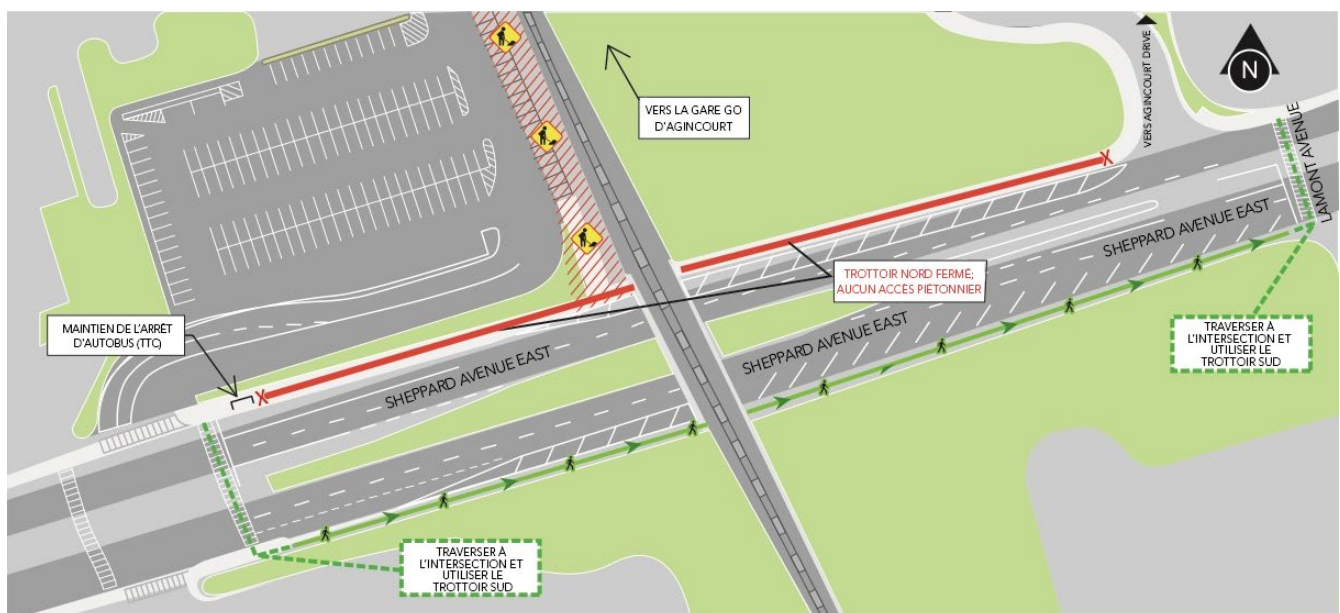 VERS LA GARE GO
D'AGINCOURT
VERS AGINCOURT DRIVE
N
LAMONT AVENUE
SHEPPARD AVENUE EAST
TROTTOIR NORD FERMÉ;
AUCUN ACCÈS PIÉTONNIER
MAINTIEN DE L'ARRÊT
D'AUTOBUS (TTC)
SHEPPARD AVENUE EAST
SHEPPARD AVENUE EAST
TRAVERSER À
L'INTERSECTION ET
UTILISER LE
TROTTOIR SUD
TRAVERSER À
L'INTERSECTION ET
UTILISER LE
TROTTOIR SUD